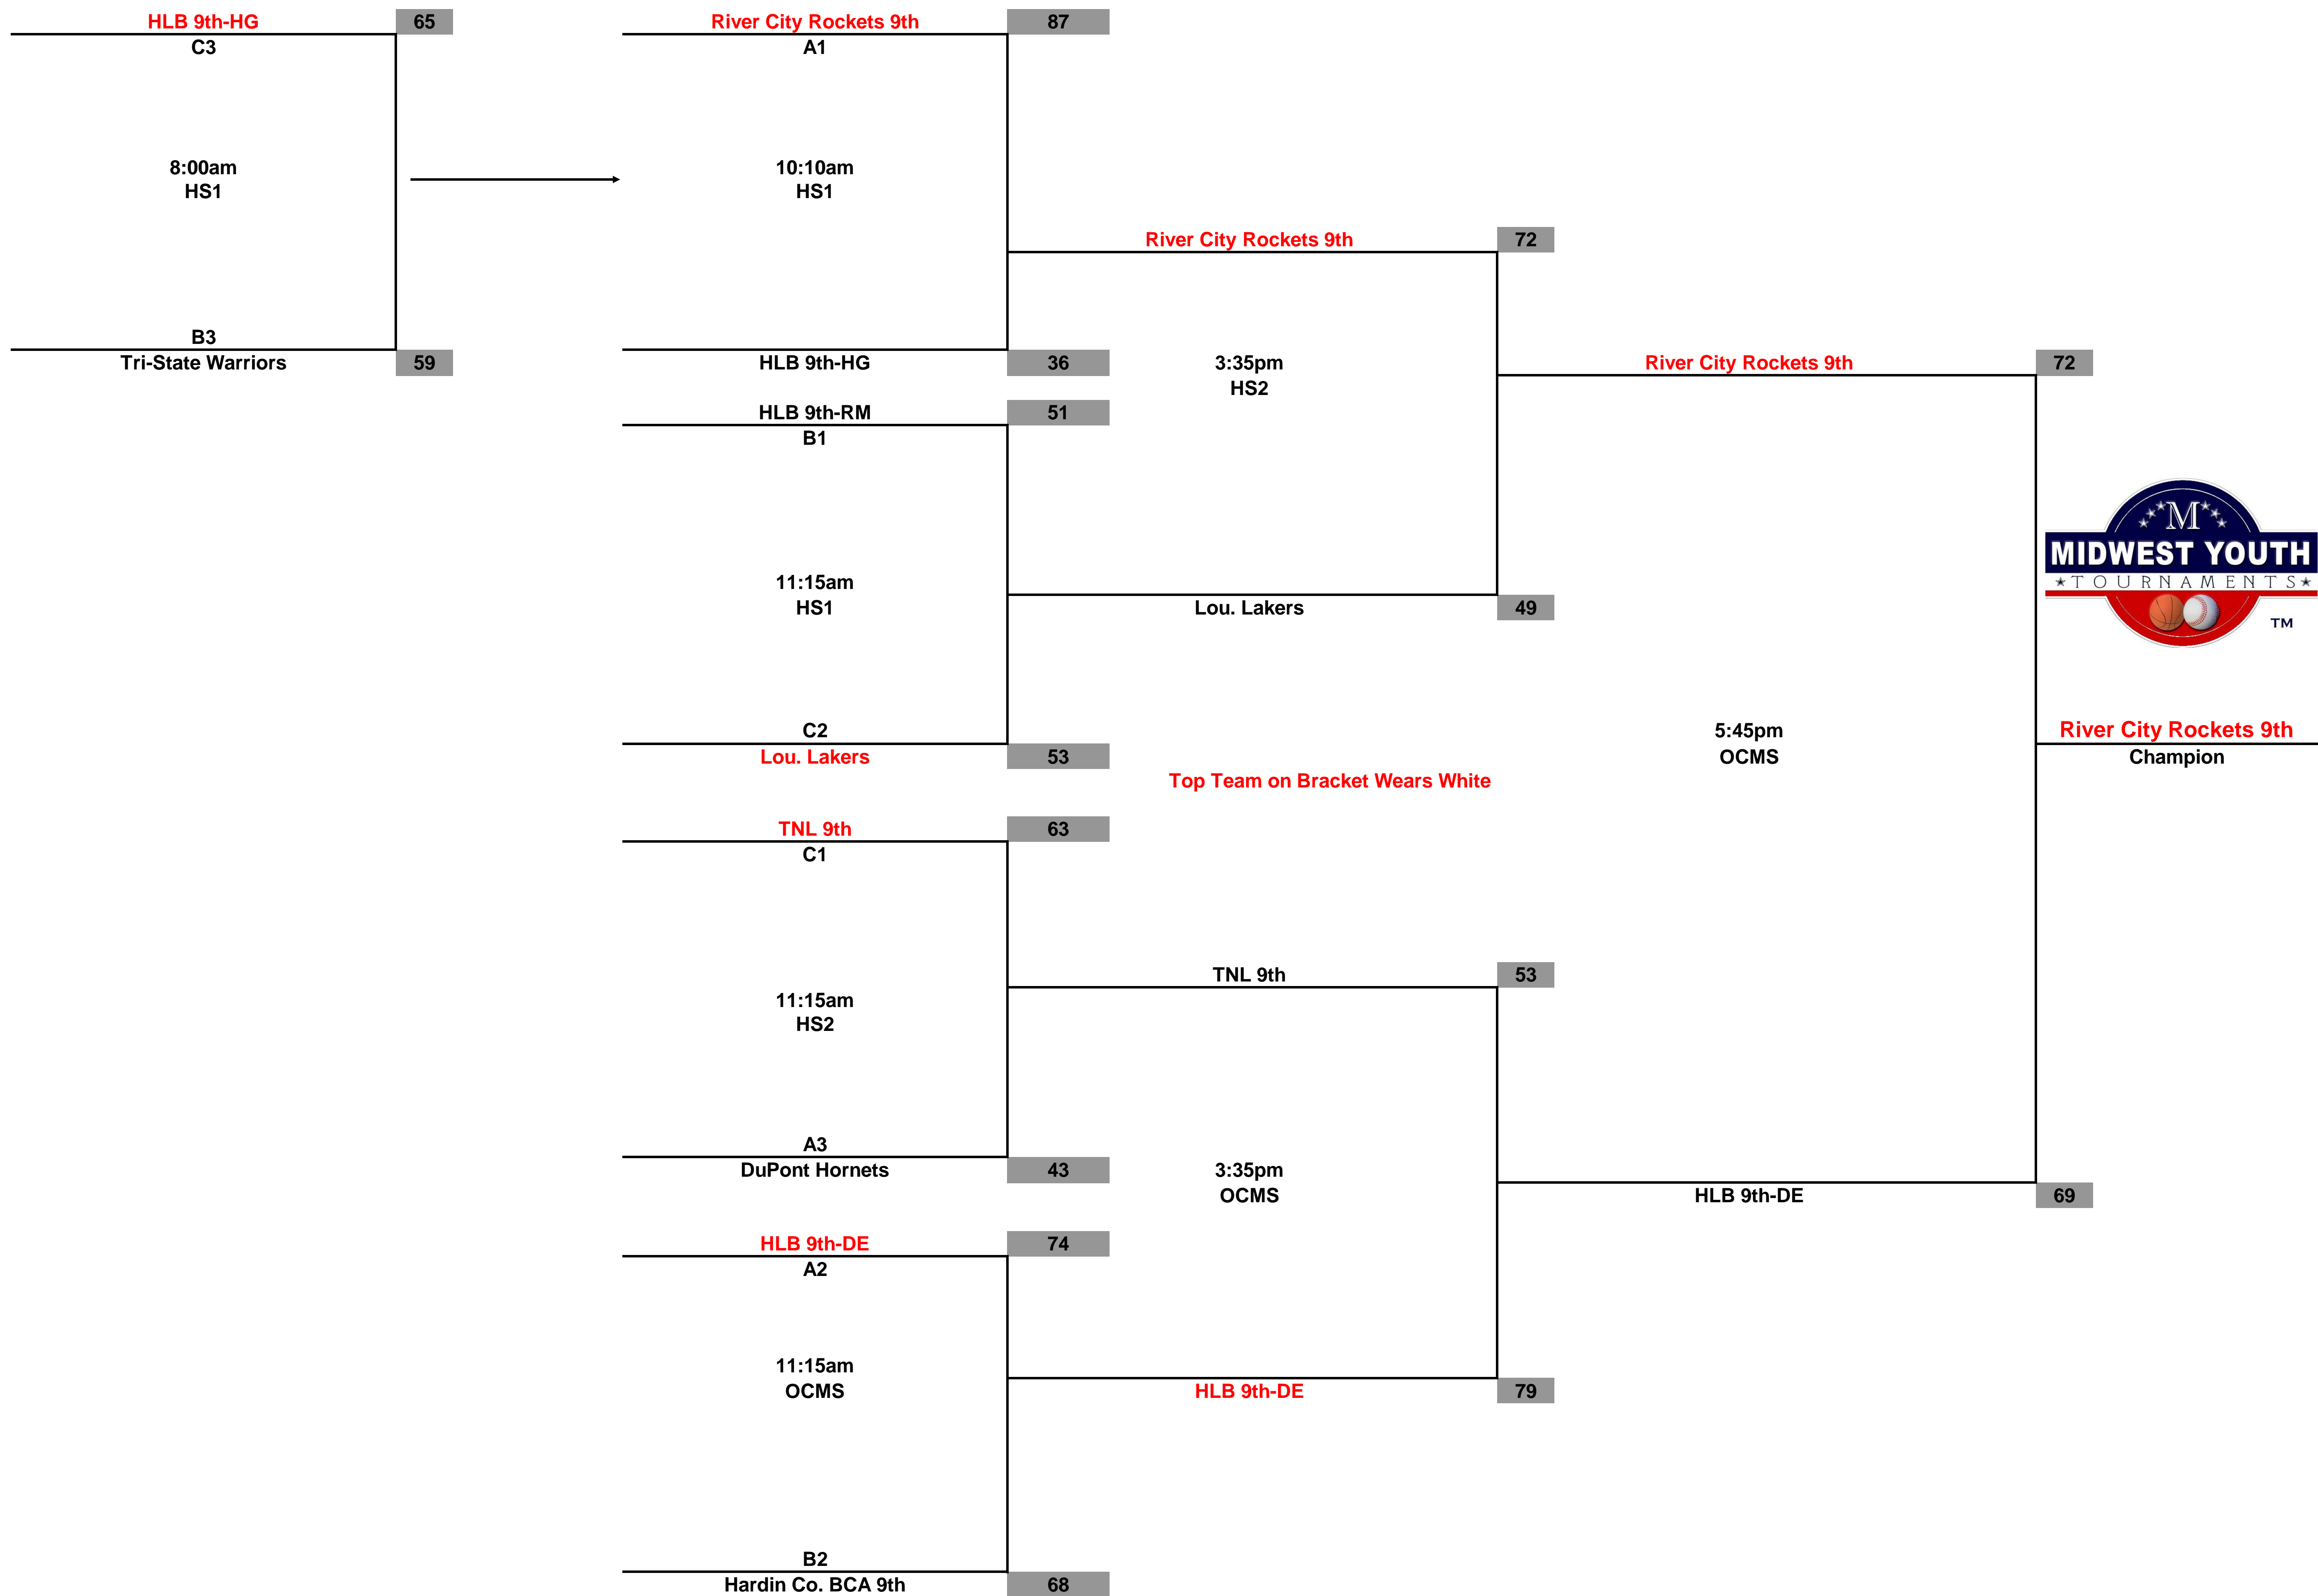 HLB 9th-HG 65
C3
8:00am
HS1
B3
Tri-State Warriors 59
River City Rockets 9th 87
A1
10:10am
HS1
HLB 9th-HG 36
HLB 9th-RM 51
B1
11:15am
HS1
C2
Lou. Lakers 53
TNL 9th 63
C1
11:15am
HS2
A3
DuPont Hornets 43
HLB 9th-DE 74
A2
11:15am
OCMS
B2
Hardin Co. BCA 9th 68
River City Rockets 9th 72
3:35pm
HS2
Lou. Lakers 49
Top Team on Bracket Wears White
TNL 9th 53
3:35pm
OCMS
HLB 9th-DE 79
River City Rockets 9th 72
5:45pm
OCMS
HLB 9th-DE 69
M
MIDWEST YOUTH
TOURNAMENTS
TM
River City Rockets 9th
Champion